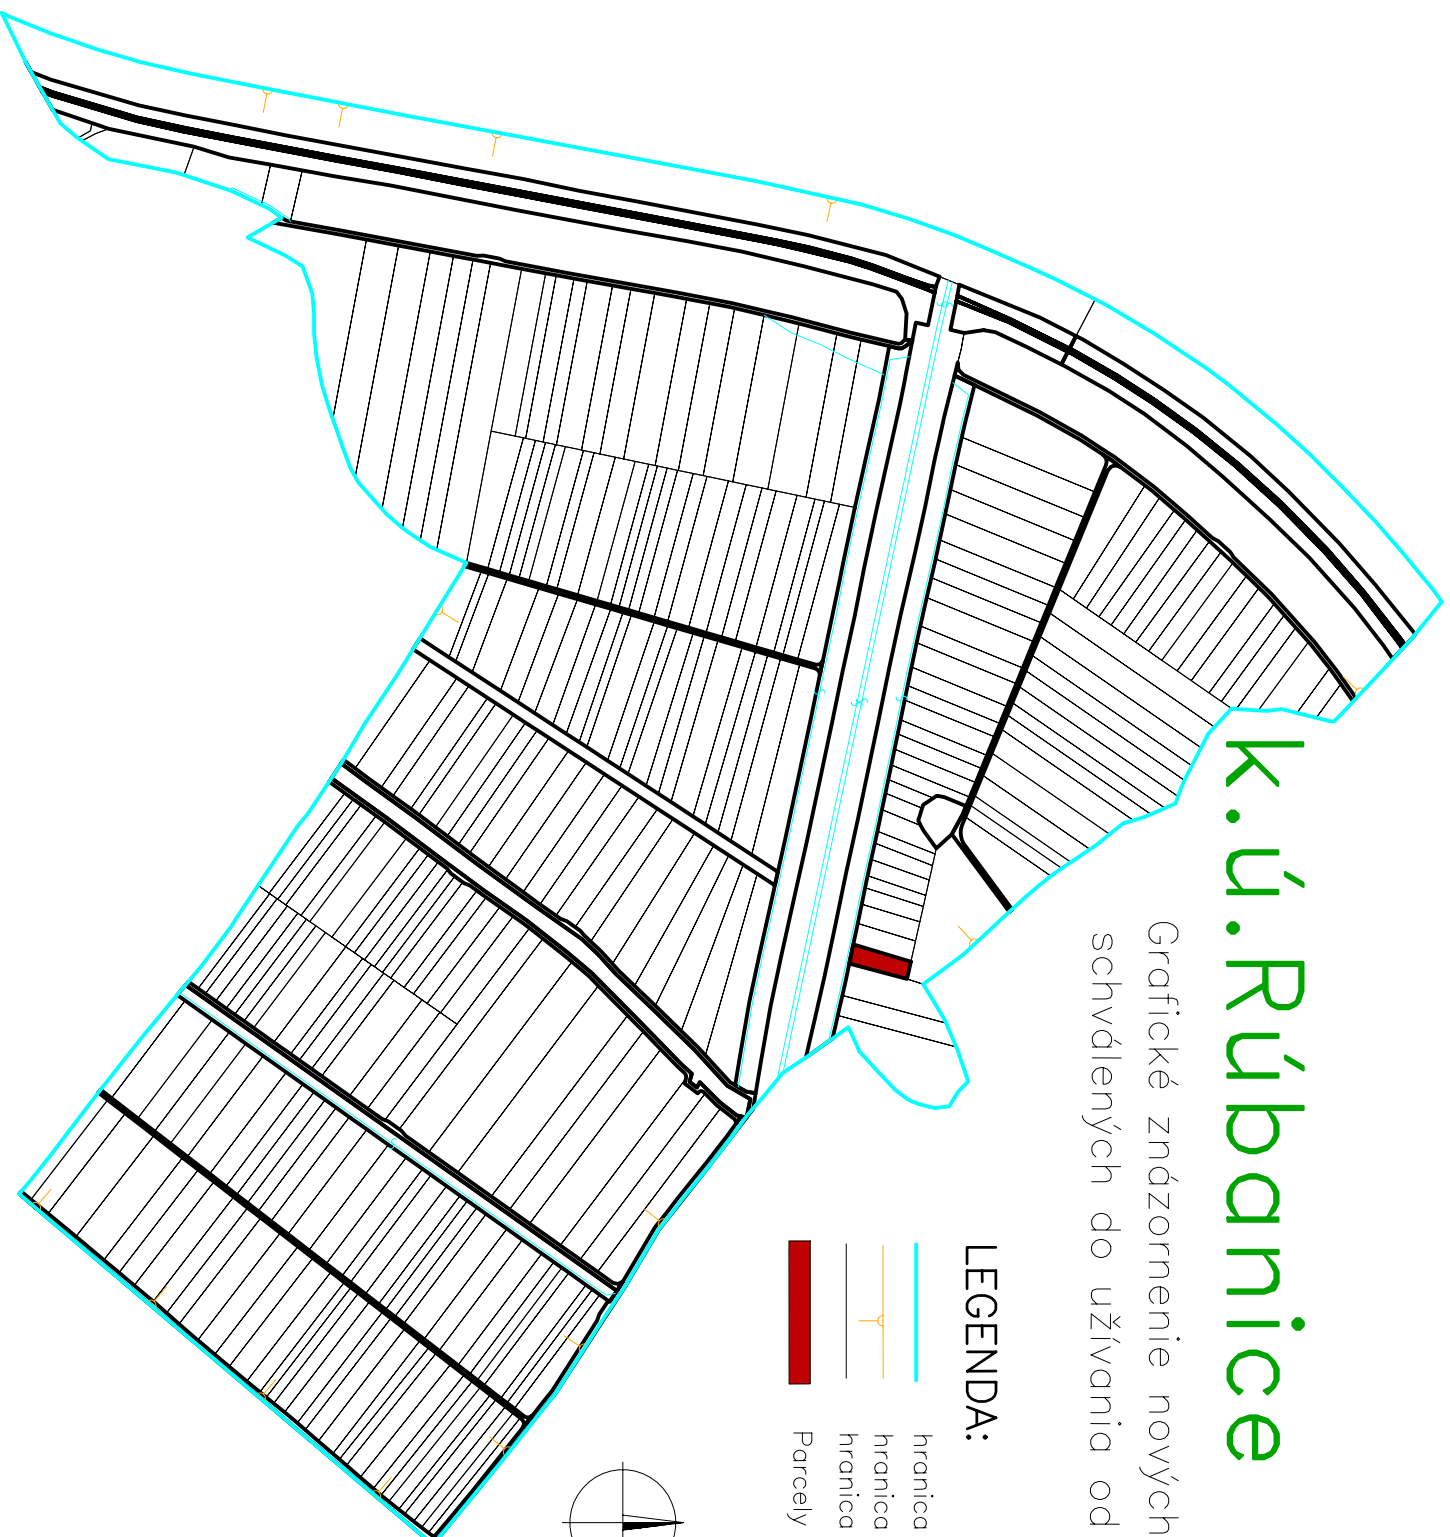 k.ú.Rúbanice
Grafické znázornenie nových
schválených do užívania od
LEGENDA:
hranica
hranica
hranica
Parcely